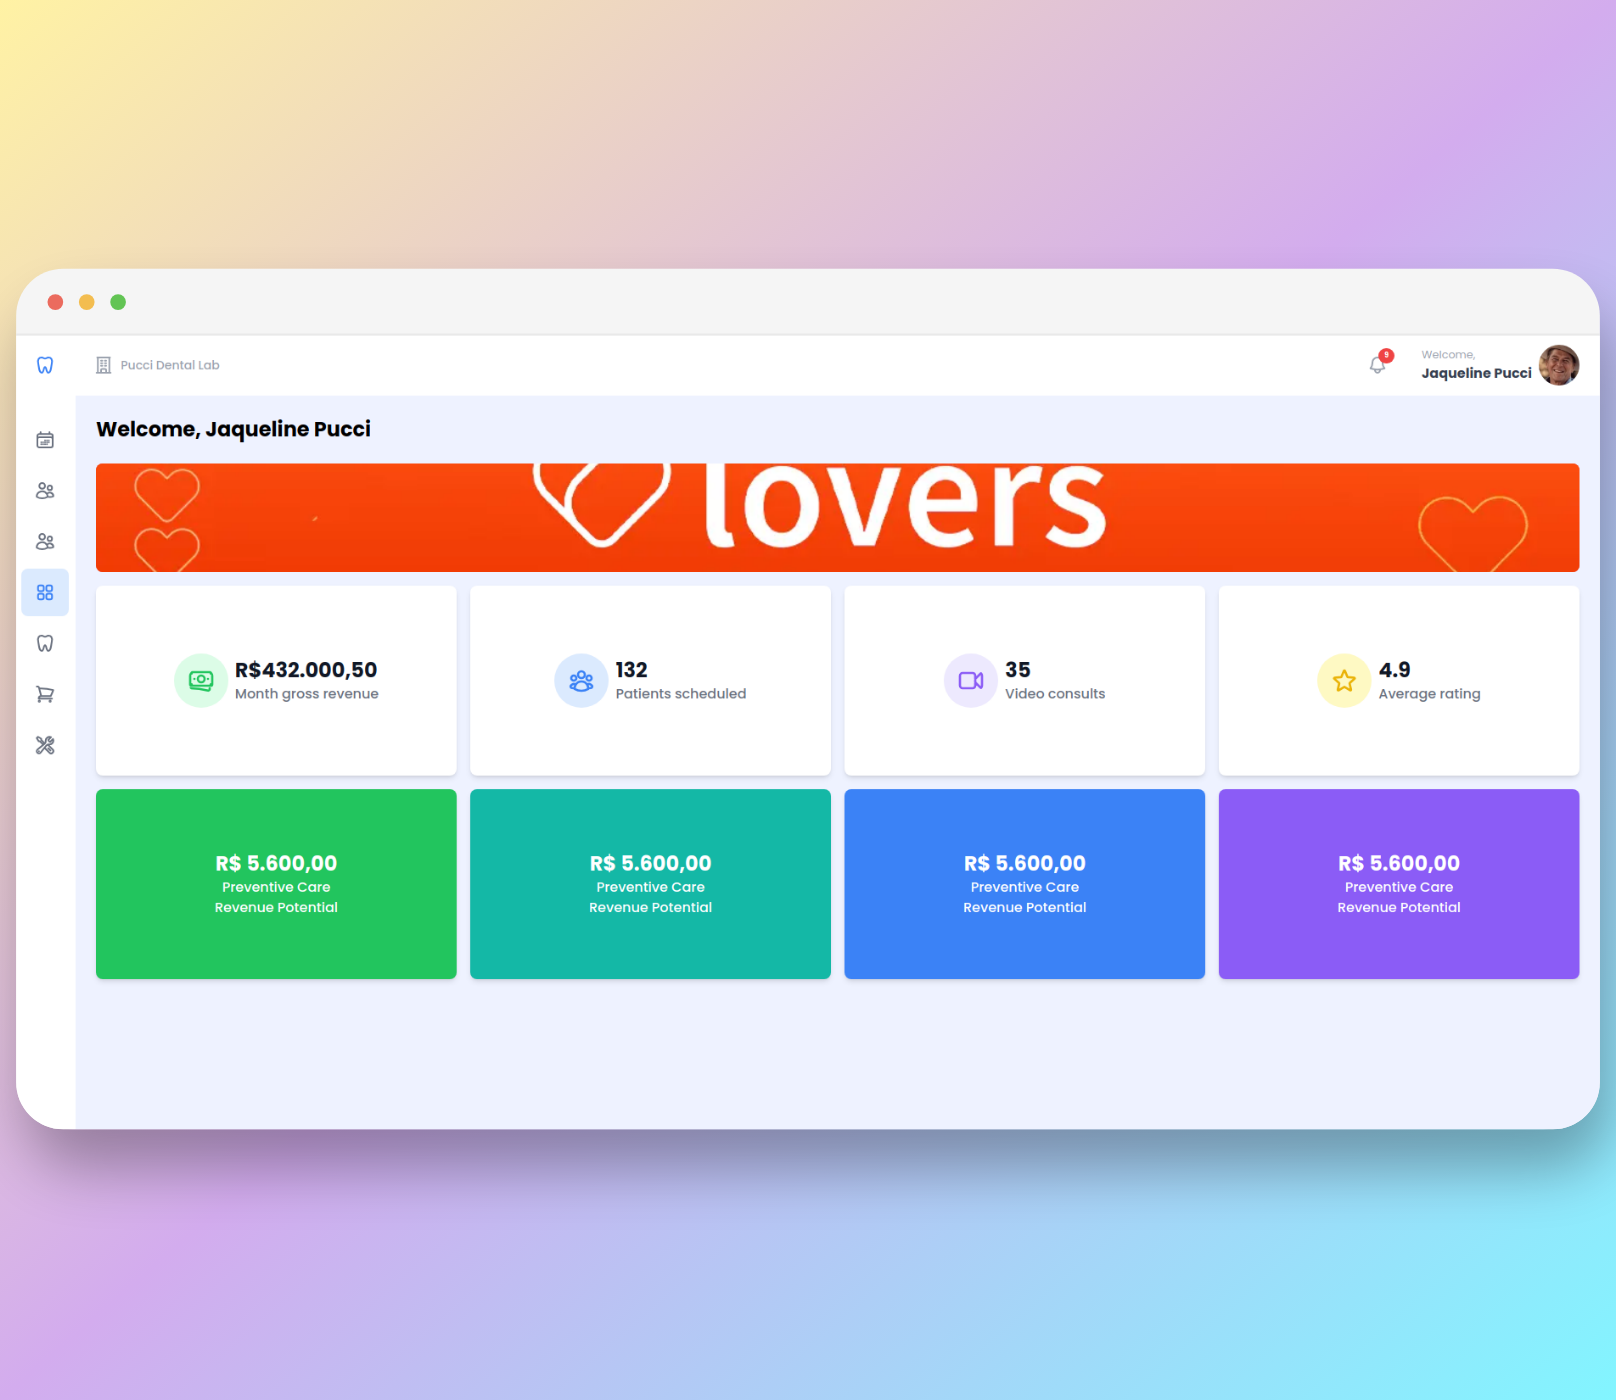 Pucci Dental Lab
9
Welcome,
Jaqueline Pucci
Welcome, Jaqueline Pucci
lovers
R$432.000,50
Month gross revenue
132
Patients scheduled
35
Video consults
4.9
Average rating
R$ 5.600,00
Preventive Care
Revenue Potential
R$ 5.600,00
Preventive Care
Revenue Potential
R$ 5.600,00
Preventive Care
Revenue Potential
R$ 5.600,00
Preventive Care
Revenue Potential